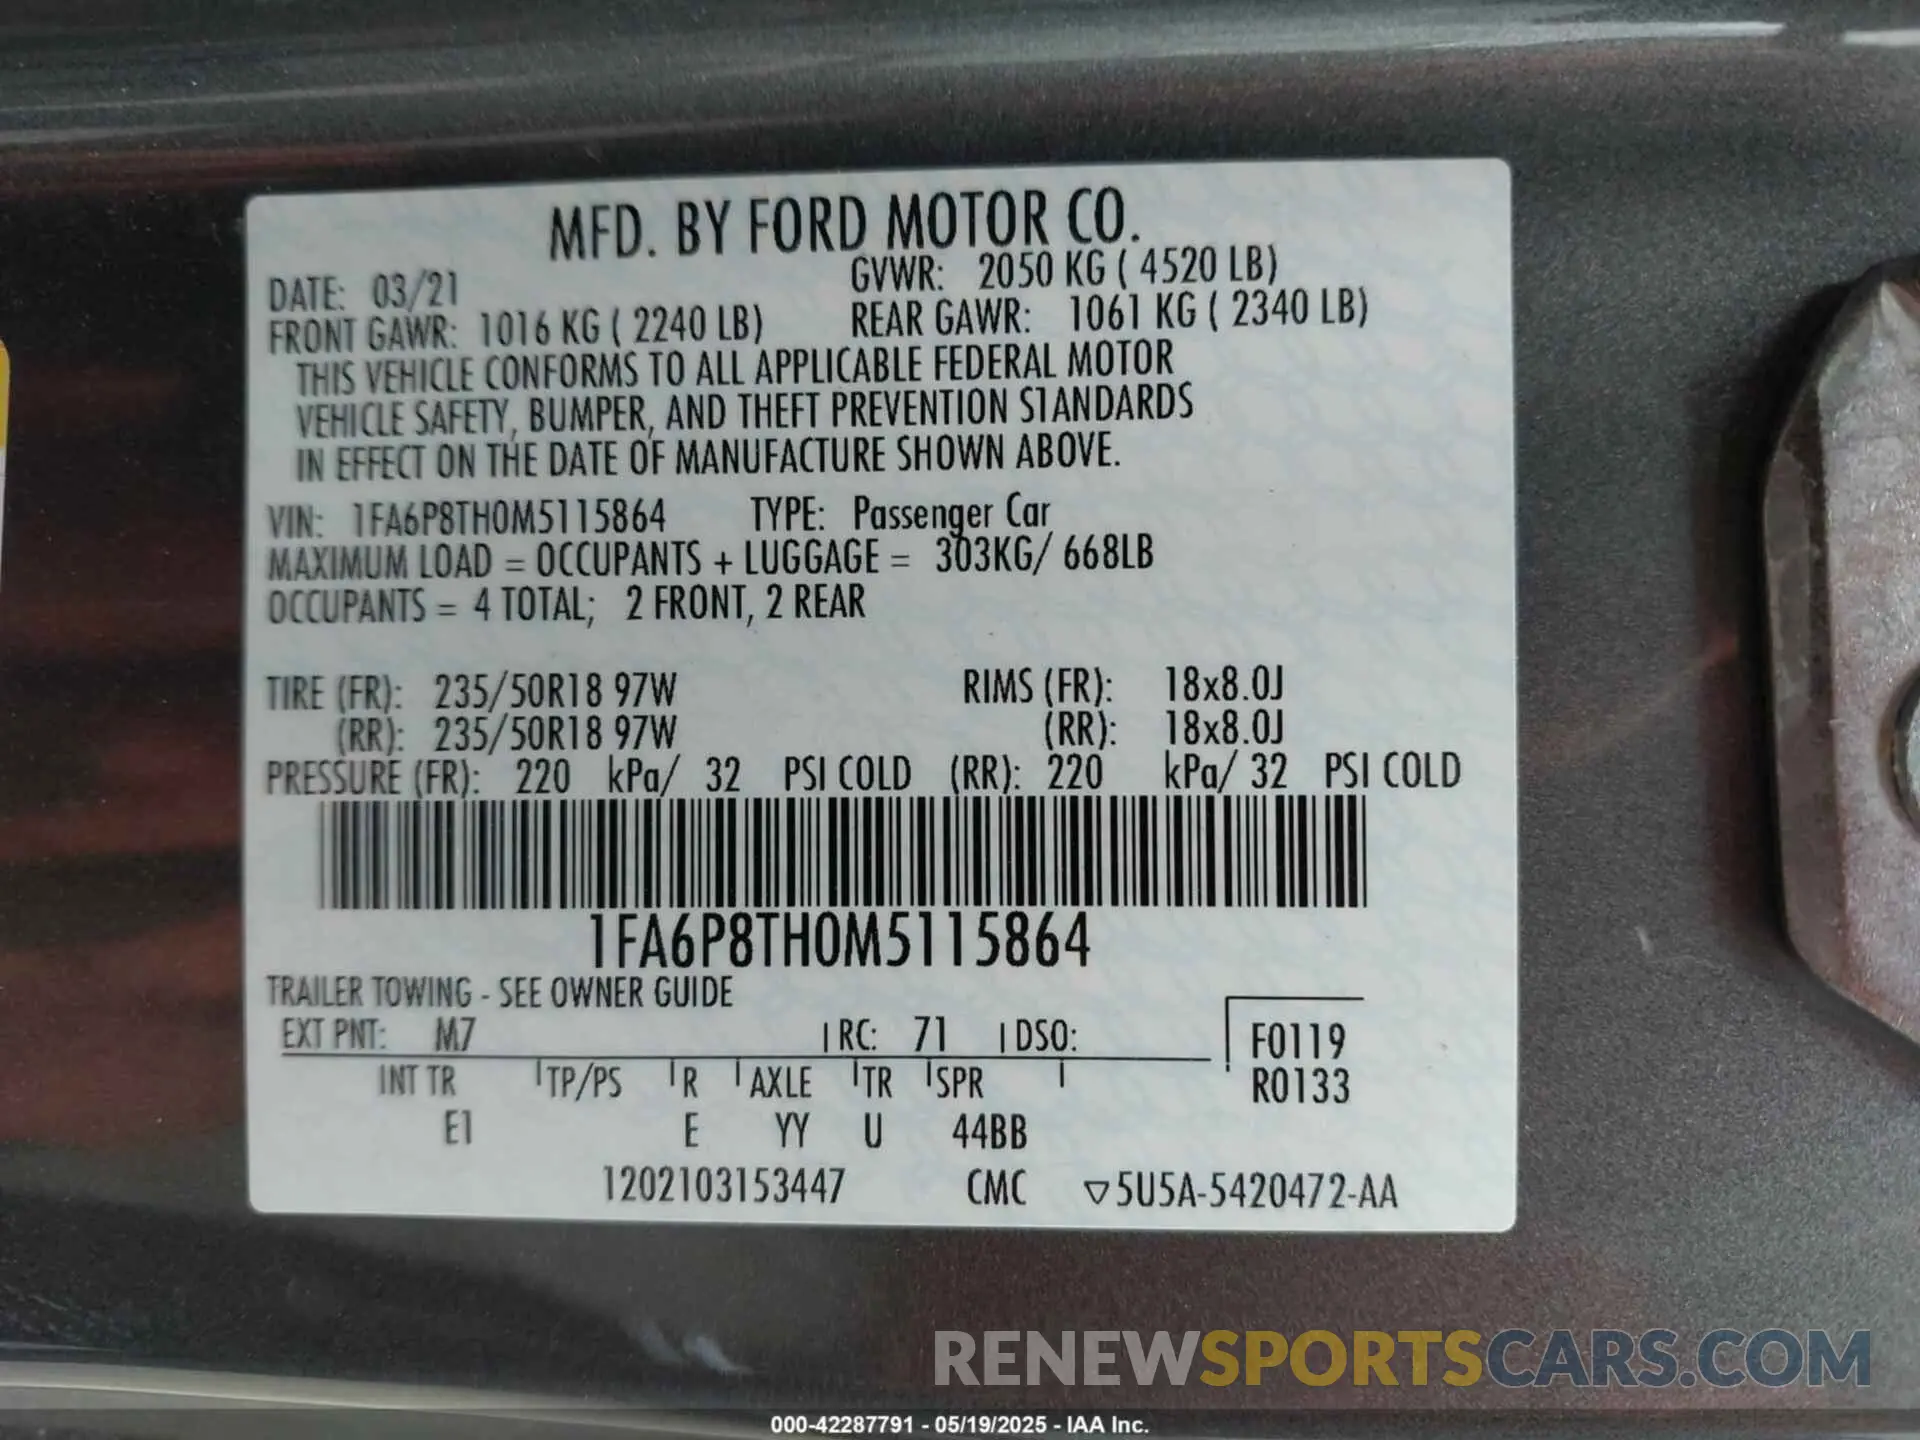 MFD. BY FORD MOTOR CO.
DATE: 03/21 GVWR: 2050 KG ( 4520 LB)
FRONT GAWR: 1016 KG ( 2240 LB) REAR GAWR: 1061 KG ( 2340 LB)
THIS VEHICLE CONFORMS TO ALL APPLICABLE FEDERAL MOTOR
VEHICLE SAFETY, BUMPER, AND THEFT PREVENTION STANDARDS
IN EFFECT ON THE DATE OF MANUFACTURE SHOWN ABOVE.
VIN: 1FA6P8TH0M5115864 TYPE: Passenger Car
MAXIMUM LOAD = OCCUPANTS + LUGGAGE = 303KG/ 668LB
OCCUPANTS = 4 TOTAL; 2 FRONT, 2 REAR
TIRE (FR): 235/50R18 97W RIMS (FR): 18x8.0J
(RR): 235/50R18 97W (RR): 18x8.0J
PRESSURE (FR): 220 kPa/ 32 PSI COLD (RR): 220 kPa/ 32 PSI COLD
1FA6P8TH0M5115864
TRAILER TOWING - SEE OWNER GUIDE
EXT PNT: M7 RC: 71 DSO: F0119
INT TR TP/PS R AXLE TR SPR R0133
E1 E YY U 44BB
1202103153447 CMC ▽5U5A-5420472-AA
RENEWSPORTSCARS.COM
000-42287791 - 05/19/2025 - IAA Inc.